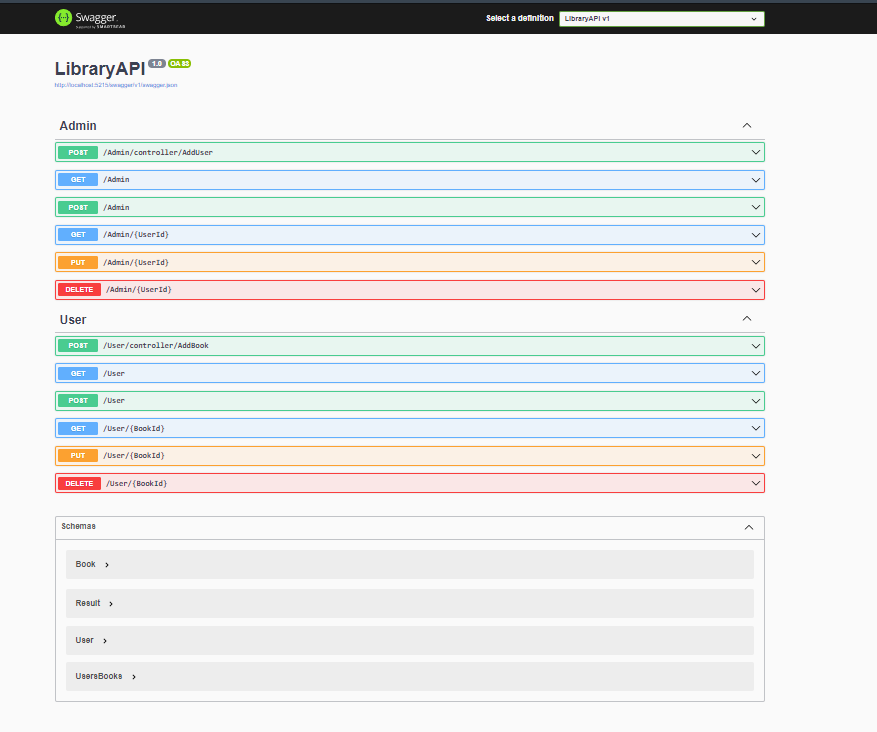 Swagger.
Supported by SMARTBEAR
Select a definition
LibraryAPI v1
LibraryAPI 1.0 OAS3
http://localhost:5215/swagger/v1/swagger.json
Admin
POST /Admin/controller/AddUser
GET /Admin
POST /Admin
GET /Admin/{UserId}
PUT /Admin/{UserId}
DELETE /Admin/{UserId}
User
POST /User/controller/AddBook
GET /User
POST /User
GET /User/{BookId}
PUT /User/{BookId}
DELETE /User/{BookId}
Schemas
Book
Result
User
UsersBooks